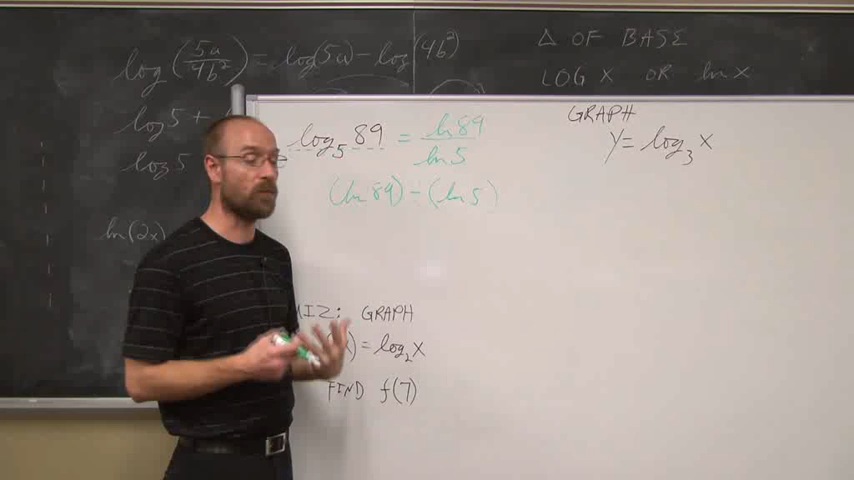 log(5a/4b²) = log(5a) - log(4b²)
log 5 +
log 5
ln(2x)
Δ OF BASE
LOG X OR ln X
log₅ 89 = ln 89/ln 5
(ln 89) ÷ (ln 5)
GRAPH
y = log₃ x
IZ: GRAPH
x) = log₂ x
FIND f(7)